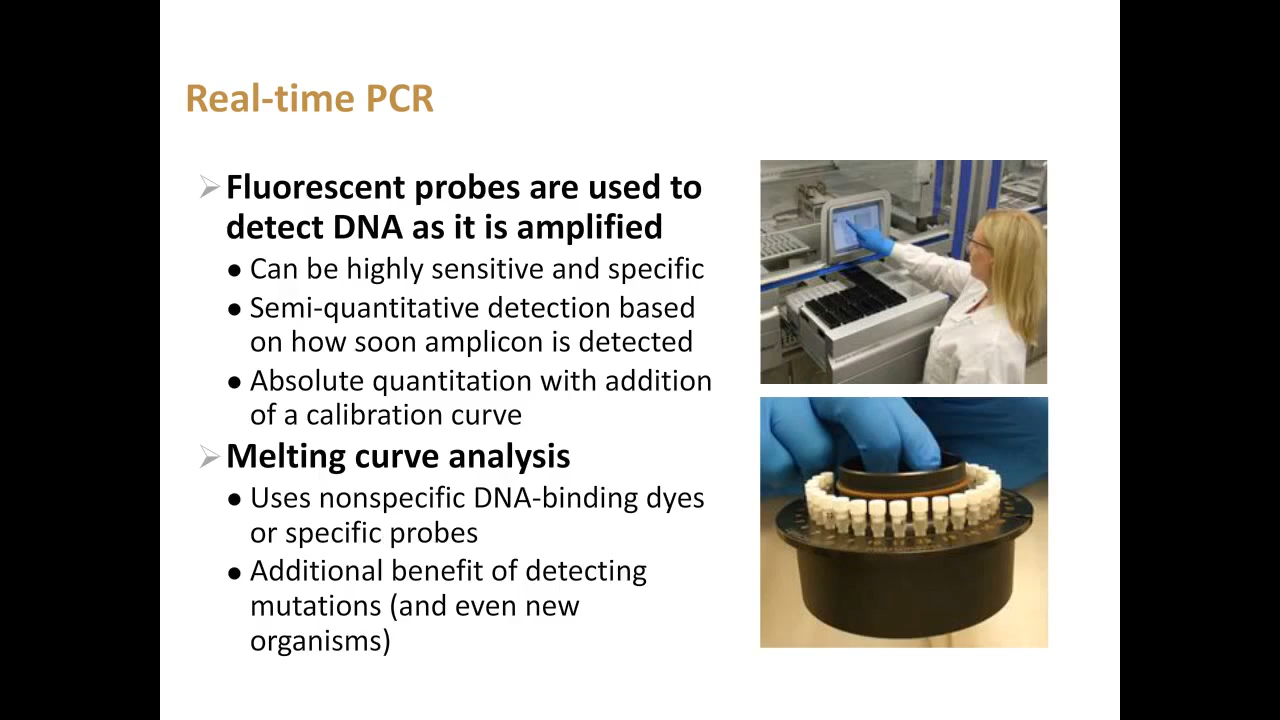 Real-time PCR
Fluorescent probes are used to
detect DNA as it is amplified
● Can be highly sensitive and specific
● Semi-quantitative detection based
on how soon amplicon is detected
● Absolute quantitation with addition
of a calibration curve
Melting curve analysis
● Uses nonspecific DNA-binding dyes
or specific probes
● Additional benefit of detecting
mutations (and even new
organisms)